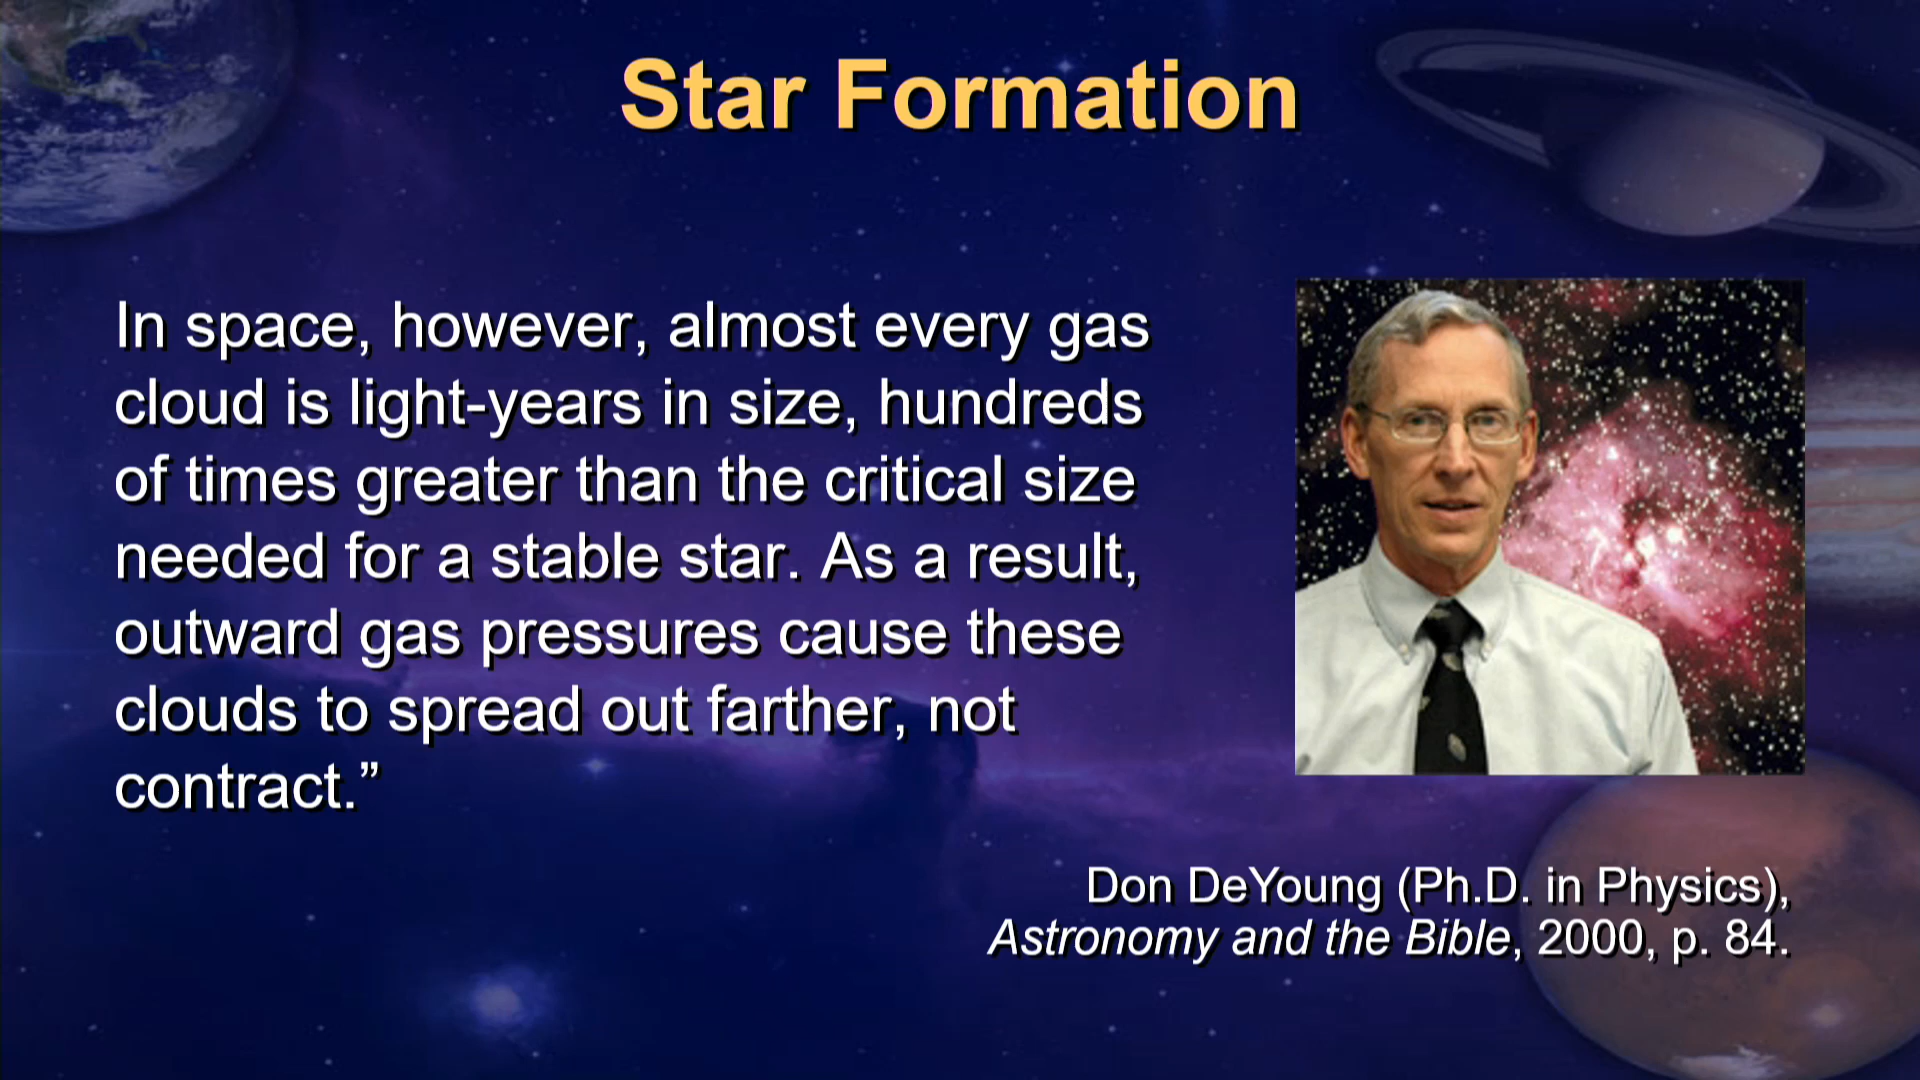 Star Formation
In space, however, almost every gas
cloud is light-years in size, hundreds
of times greater than the critical size
needed for a stable star. As a result,
outward gas pressures cause these
clouds to spread out farther, not
contract.”
Don DeYoung (Ph.D. in Physics),
Astronomy and the Bible, 2000, p. 84.